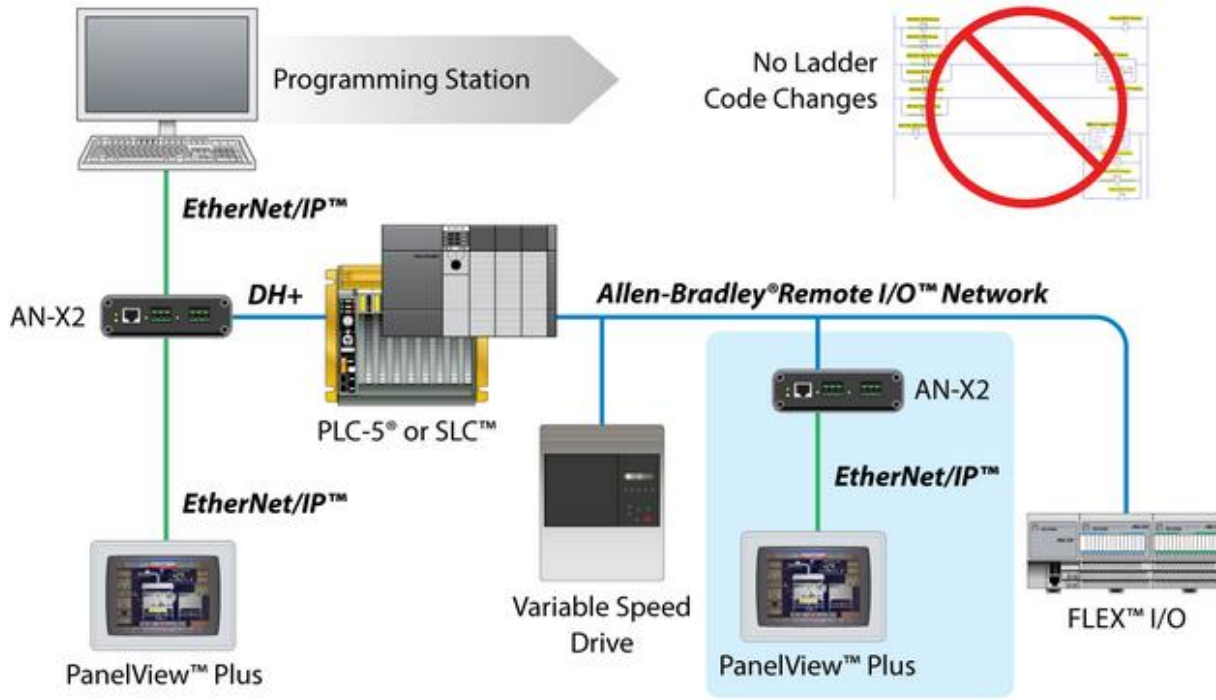 Programming Station
No Ladder
Code Changes
EtherNet/IP™
AN-X2
DH+
Allen-Bradley®Remote I/O™ Network
PLC-5® or SLC™
AN-X2
EtherNet/IP™
EtherNet/IP™
Variable Speed
Drive
FLEX™ I/O
PanelView™ Plus
PanelView™ Plus